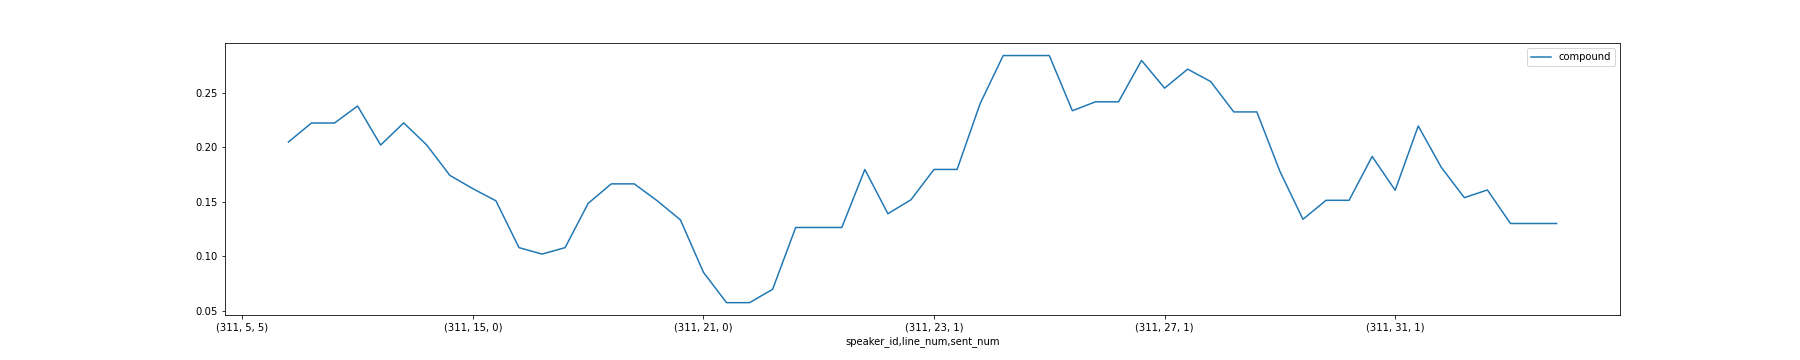 compound
0.25
0.20
0.15
0.10
0.05
(311, 5, 5) (311, 15, 0) (311, 21, 0) (311, 23, 1) (311, 27, 1) (311, 31, 1)
speaker_id,line_num,sent_num